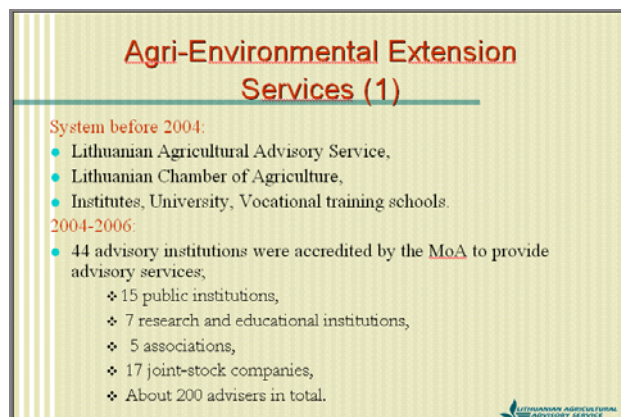 Agri-Environmental Extension
Services (1)
System before 2004:
Lithuanian Agricultural Advisory Service,
Lithuanian Chamber of Agriculture,
Institutes, University, Vocational training schools.
2004-2006:
44 advisory institutions were accredited by the MoA to provide
advisory services;
15 public institutions,
7 research and educational institutions,
5 associations,
17 joint-stock companies,
About 200 advisers in total.
LITHUANIAN AGRICULTURAL
ADVISORY SERVICE